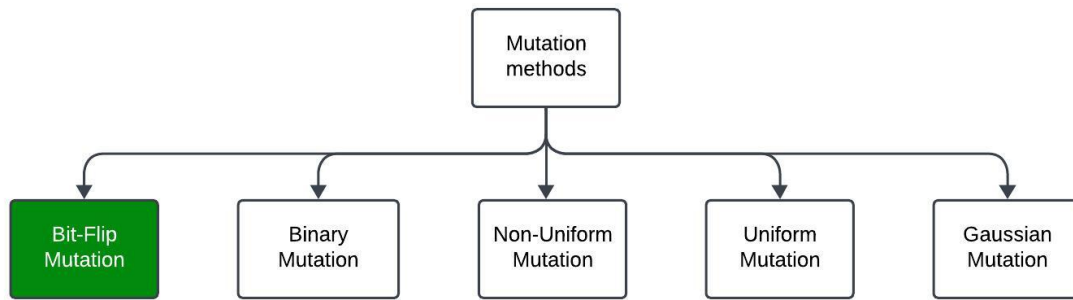 Mutation
methods
Bit-Flip
Mutation
Binary
Mutation
Non-Uniform
Mutation
Uniform
Mutation
Gaussian
Mutation